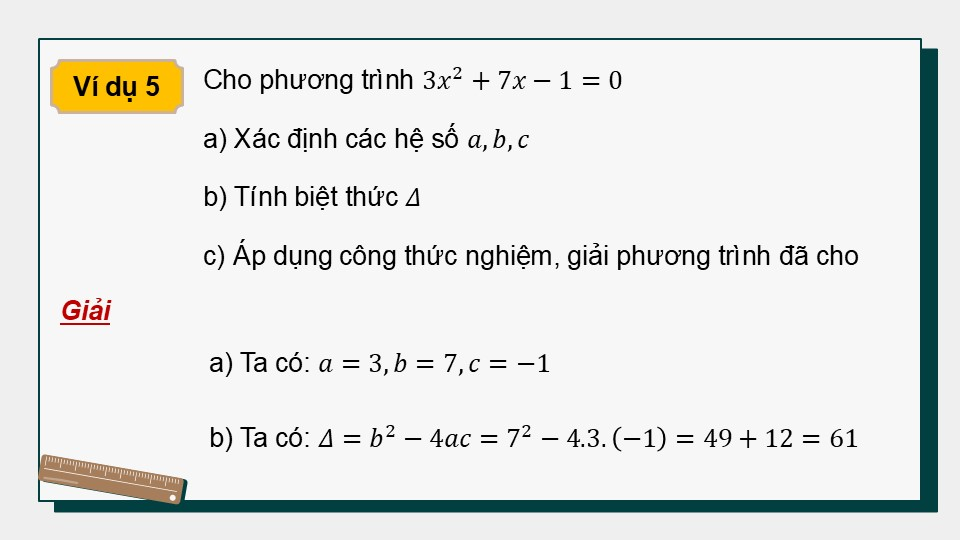 Ví dụ 5
Cho phương trình 3𝑥² + 7𝑥 − 1 = 0
a) Xác định các hệ số 𝑎, 𝑏, 𝑐
b) Tính biệt thức 𝛥
c) Áp dụng công thức nghiệm, giải phương trình đã cho
Giải
a) Ta có: 𝑎 = 3, 𝑏 = 7, 𝑐 = −1
b) Ta có: 𝛥 = 𝑏² − 4𝑎𝑐 = 7² − 4.3. (−1) = 49 + 12 = 61